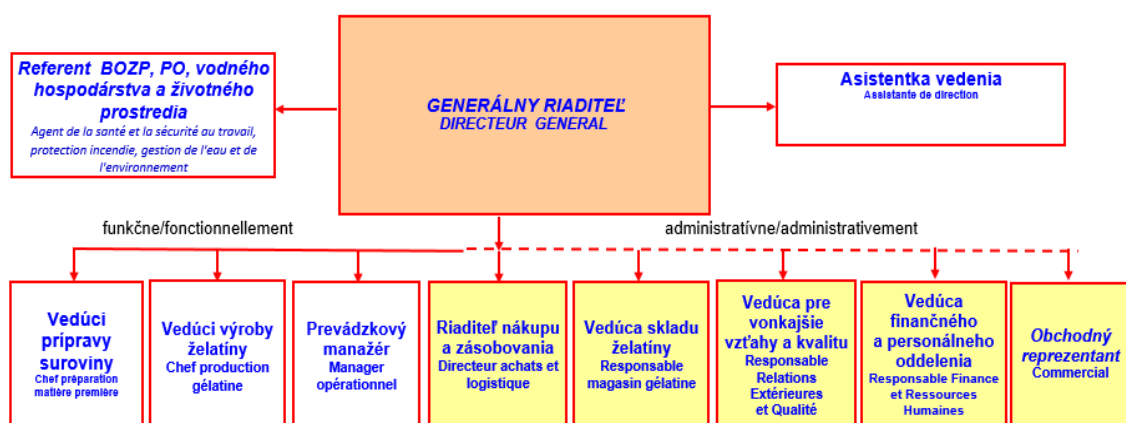 Referent BOZP, PO, vodného
hospodárstva a životného
prostredia
Agent de la santé et la sécurité au travail,
protection incendie, gestion de l'eau et de
l'environnement
GENERÁLNY RIADITEĽ
DIRECTEUR GENERAL
Asistentka vedenia
Assistante de direction
funkčne/fonctionnellement
administratívne/administrativement
Vedúci
prípravy
suroviny
Chef préparation
matière première
Vedúci výroby
želatíny
Chef production
gélatine
Prevádzkový
manažér
Manager
opérationnel
Riaditeľ nákupu
a zásobovania
Directeur achats et
logistique
Vedúca skladu
želatíny
Responsable
magasin gélatine
Vedúca pre
vonkajšie
vzťahy a kvalitu
Responsable
Relations
Extérieures
et Qualité
Vedúca
finančného
a personálneho
oddelenia
Responsable Finance
et Ressources
Humaines
Obchodný
reprezentant
Commercial